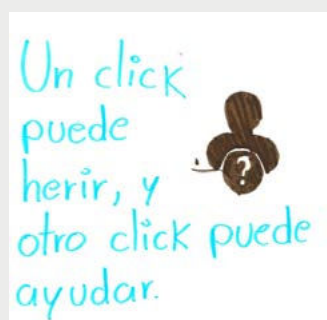 Un click
puede
herir, y
otro click puede
ayudar.
?